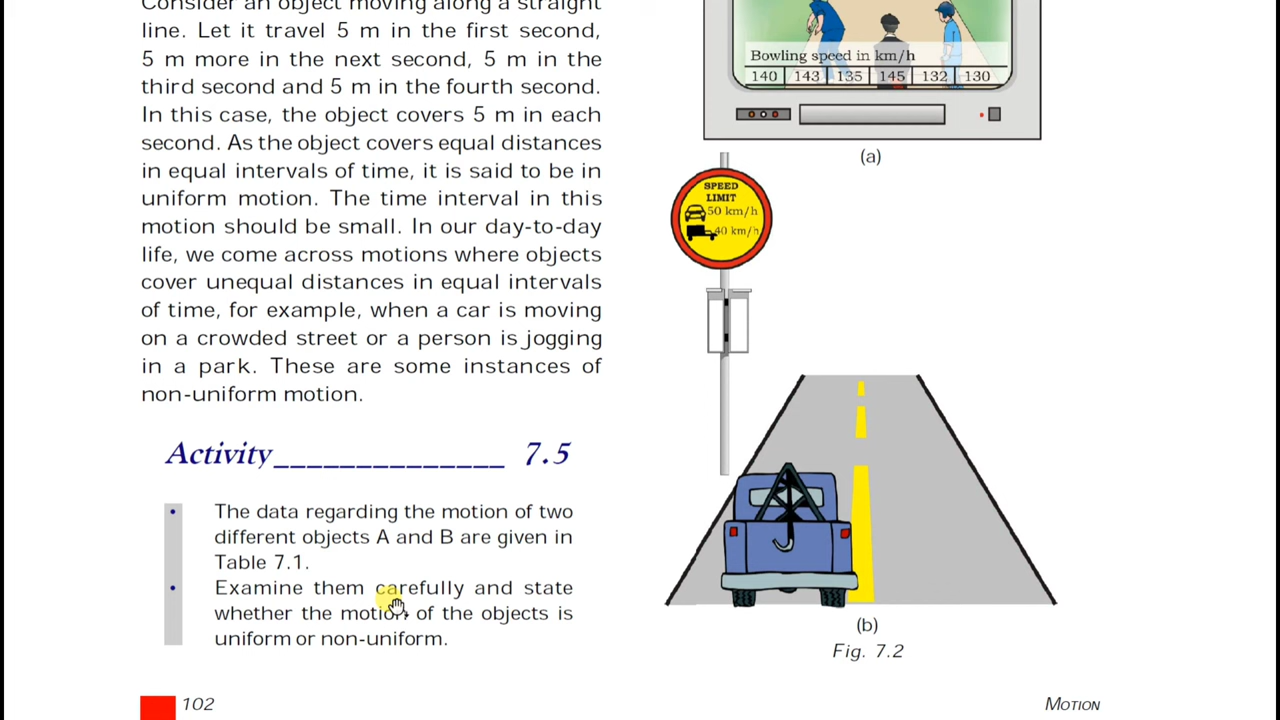 Consider an object moving along a straight
line. Let it travel 5 m in the first second,
5 m more in the next second, 5 m in the
third second and 5 m in the fourth second.
In this case, the object covers 5 m in each
second. As the object covers equal distances
in equal intervals of time, it is said to be in
uniform motion. The time interval in this
motion should be small. In our day-to-day
life, we come across motions where objects
cover unequal distances in equal intervals
of time, for example, when a car is moving
on a crowded street or a person is jogging
in a park. These are some instances of
non-uniform motion.
Activity______________ 7.5
• The data regarding the motion of two
different objects A and B are given in
Table 7.1.
• Examine them carefully and state
whether the motion of the objects is
uniform or non-uniform.
Bowling speed in km/h
140 143 135 145 132 130
(a)
SPEED
LIMIT
50 km/h
40 km/h
(b)
Fig. 7.2
102
MOTION